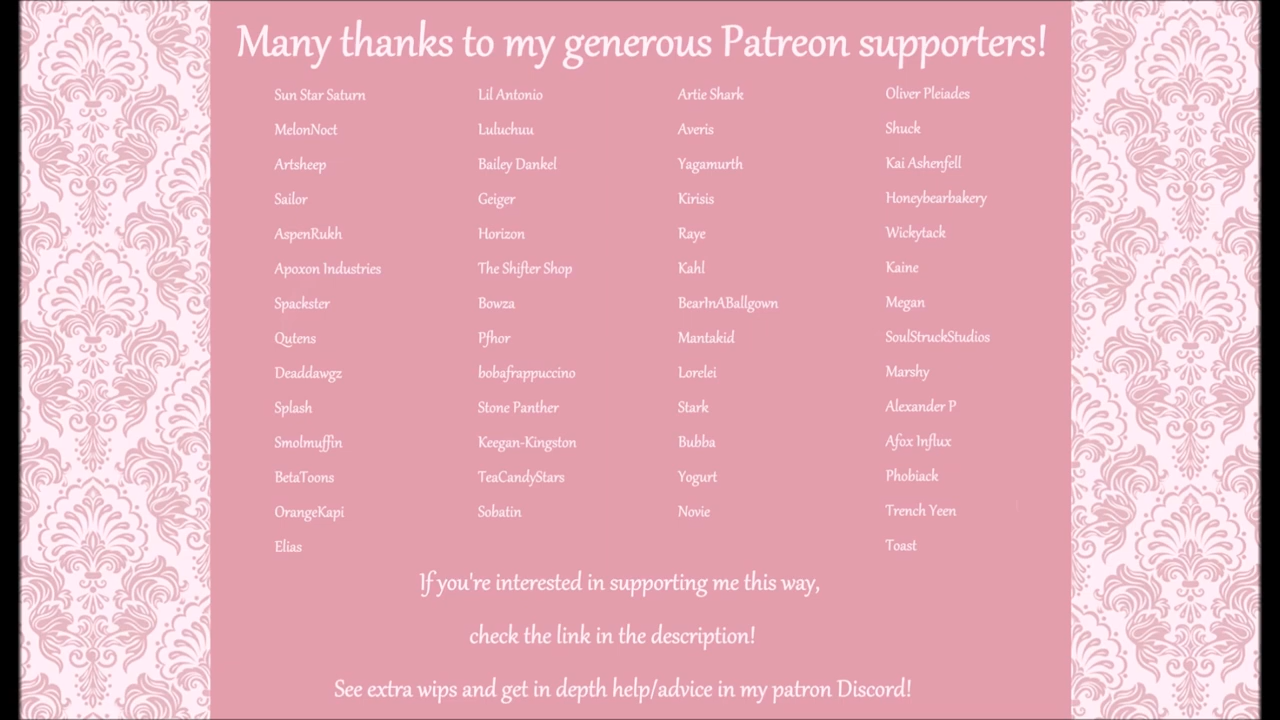 Many thanks to my generous Patreon supporters!
Sun Star Saturn
MelonNoct
Artsheep
Sailor
AspenRukh
Apoxon Industries
Spackster
Qutens
Deaddawgz
Splash
Smolmuffin
BetaToons
OrangeKapi
Elias
Lil Antonio
Luluchuu
Bailey Dankel
Geiger
Horizon
The Shifter Shop
Bowza
Pfhor
bobafrappuccino
Stone Panther
Keegan-Kingston
TeaCandyStars
Sobatin
Artie Shark
Averis
Yagamurth
Kirisis
Raye
Kahl
BearInABallgown
Mantakid
Lorelei
Stark
Bubba
Yogurt
Novie
Oliver Pleiades
Shuck
Kai Ashenfell
Honeybearbakery
Wickytack
Kaine
Megan
SoulStruckStudios
Marshy
Alexander P
Afox Influx
Phobiack
Trench Yeen
Toast
If you're interested in supporting me this way,
check the link in the description!
See extra wips and get in depth help/advice in my patron Discord!